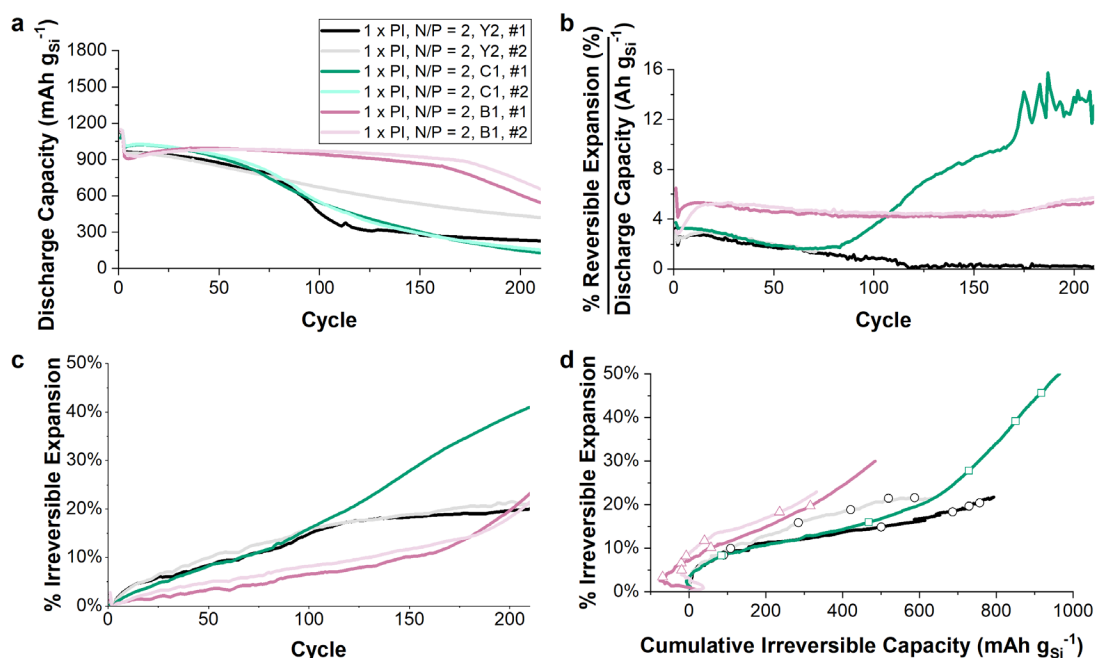 a
1 x PI, N/P = 2, Y2, #1
1 x PI, N/P = 2, Y2, #2
1 x PI, N/P = 2, C1, #1
1 x PI, N/P = 2, C1, #2
1 x PI, N/P = 2, B1, #1
1 x PI, N/P = 2, B1, #2
Discharge Capacity (mAh gSi⁻¹)
1800
1500
1200
900
600
300
0
0 50 100 150 200
Cycle
b
% Reversible Expansion (%)
Discharge Capacity (Ah gSi⁻¹)
16
12
8
4
0
0 50 100 150 200
Cycle
c
% Irreversible Expansion
50%
40%
30%
20%
10%
0%
0 50 100 150 200
Cycle
d
% Irreversible Expansion
50%
40%
30%
20%
10%
0%
0 200 400 600 800 1000
Cumulative Irreversible Capacity (mAh gSi⁻¹)